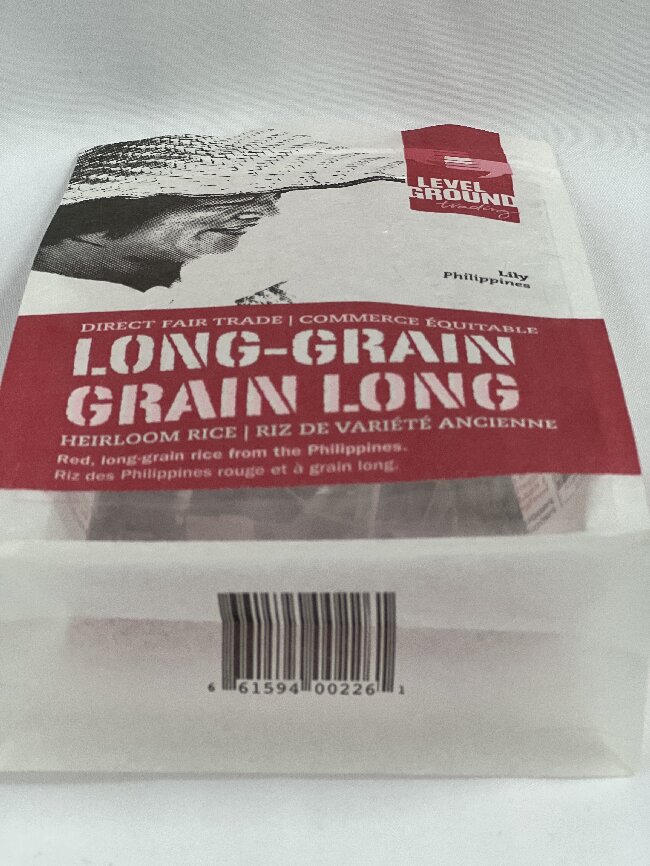 LEVEL
GROUND
trading
Lily
Philippines
DIRECT FAIR TRADE | COMMERCE ÉQUITABLE
LONG-GRAIN
GRAIN LONG
HEIRLOOM RICE | RIZ DE VARIÉTÉ ANCIENNE
Red, long-grain rice from the Philippines.
Riz des Philippines rouge et à grain long.
6 61594 00226 1